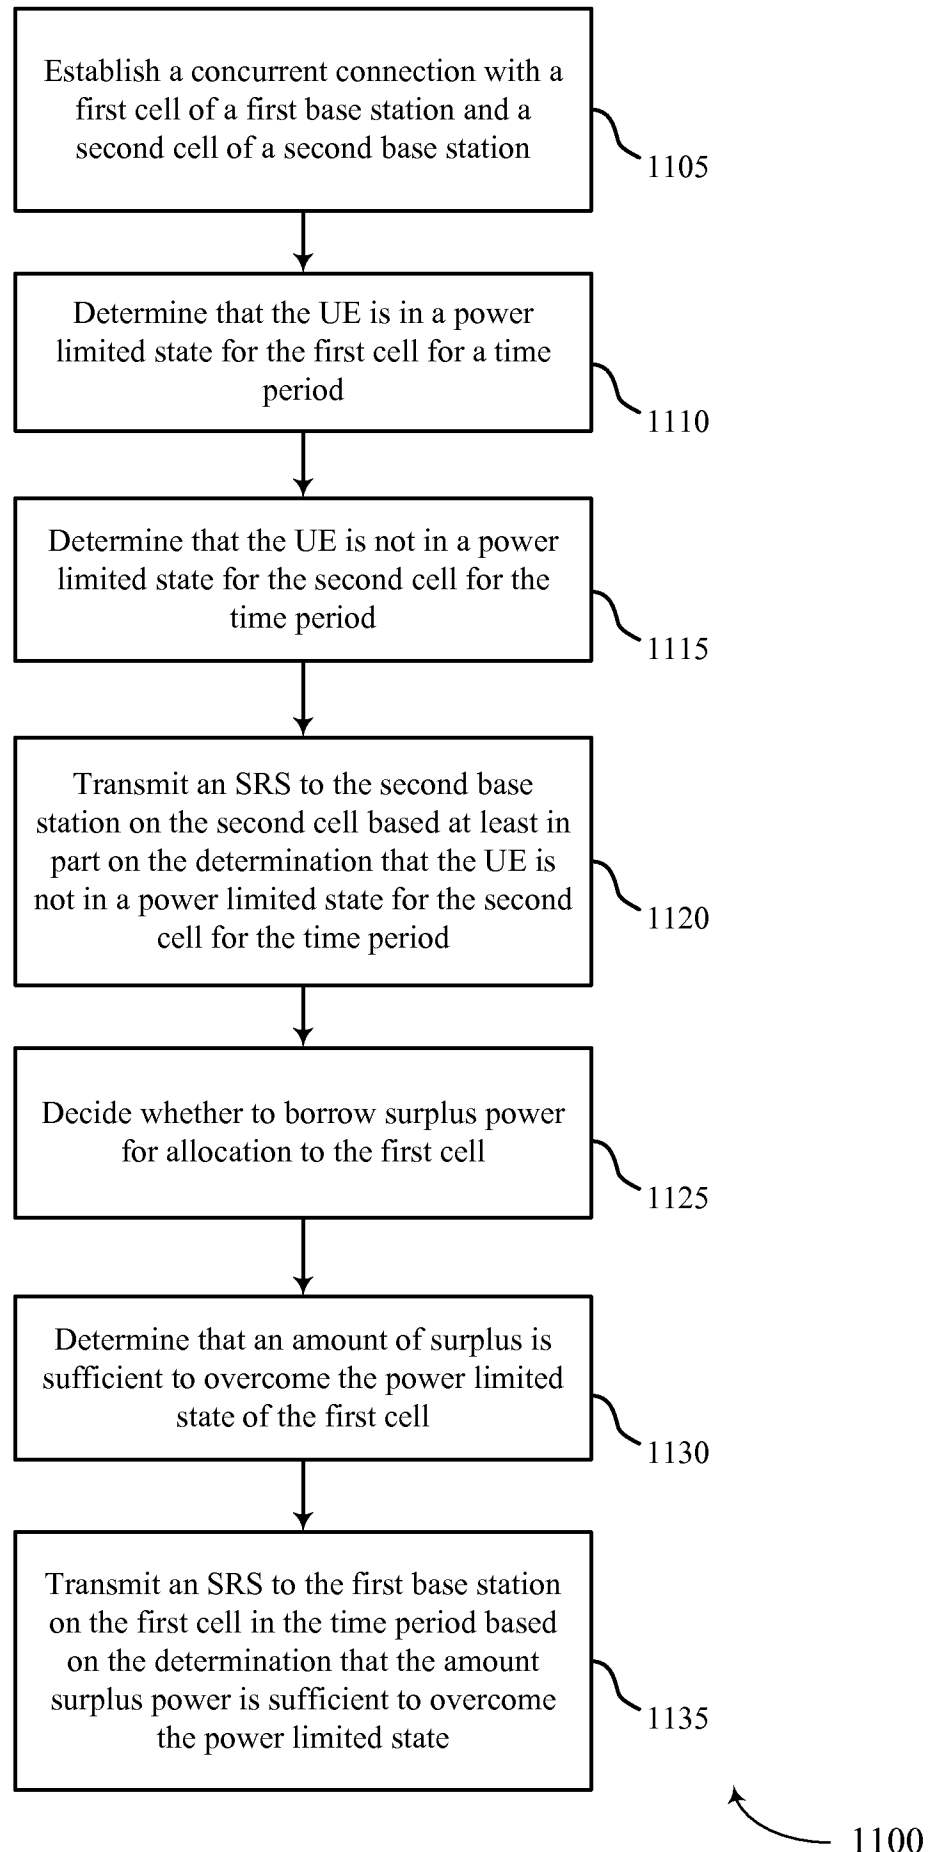 Establish a concurrent connection with a
first cell of a first base station and a
second cell of a second base station
1105
Determine that the UE is in a power
limited state for the first cell for a time
period
1110
Determine that the UE is not in a power
limited state for the second cell for the
time period
1115
Transmit an SRS to the second base
station on the second cell based at least in
part on the determination that the UE is
not in a power limited state for the second
cell for the time period
1120
Decide whether to borrow surplus power
for allocation to the first cell
1125
Determine that an amount of surplus is
sufficient to overcome the power limited
state of the first cell
1130
Transmit an SRS to the first base station
on the first cell in the time period based
on the determination that the amount
surplus power is sufficient to overcome
the power limited state
1135
1100